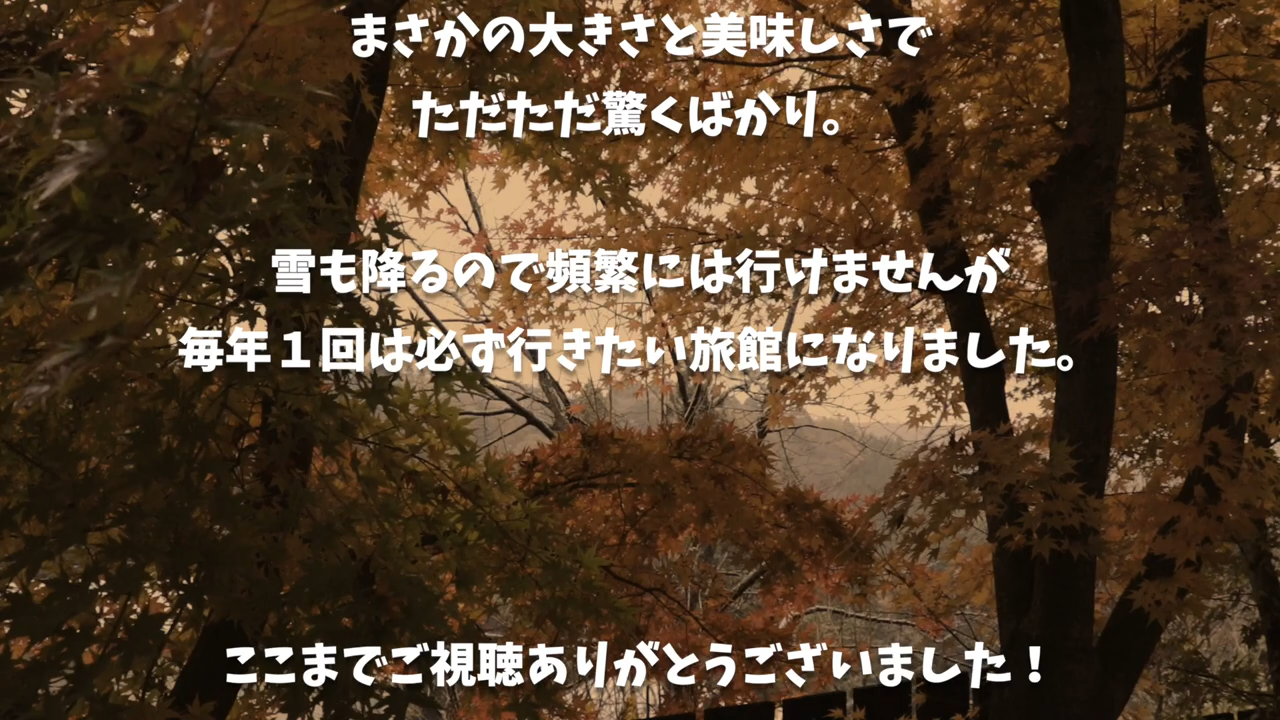 まさかの大きさと美味しさで
ただただ驚くばかり。
雪も降るので頻繁には行けませんが
毎年１回は必ず行きたい旅館になりました。
ここまでご視聴ありがとうございました！